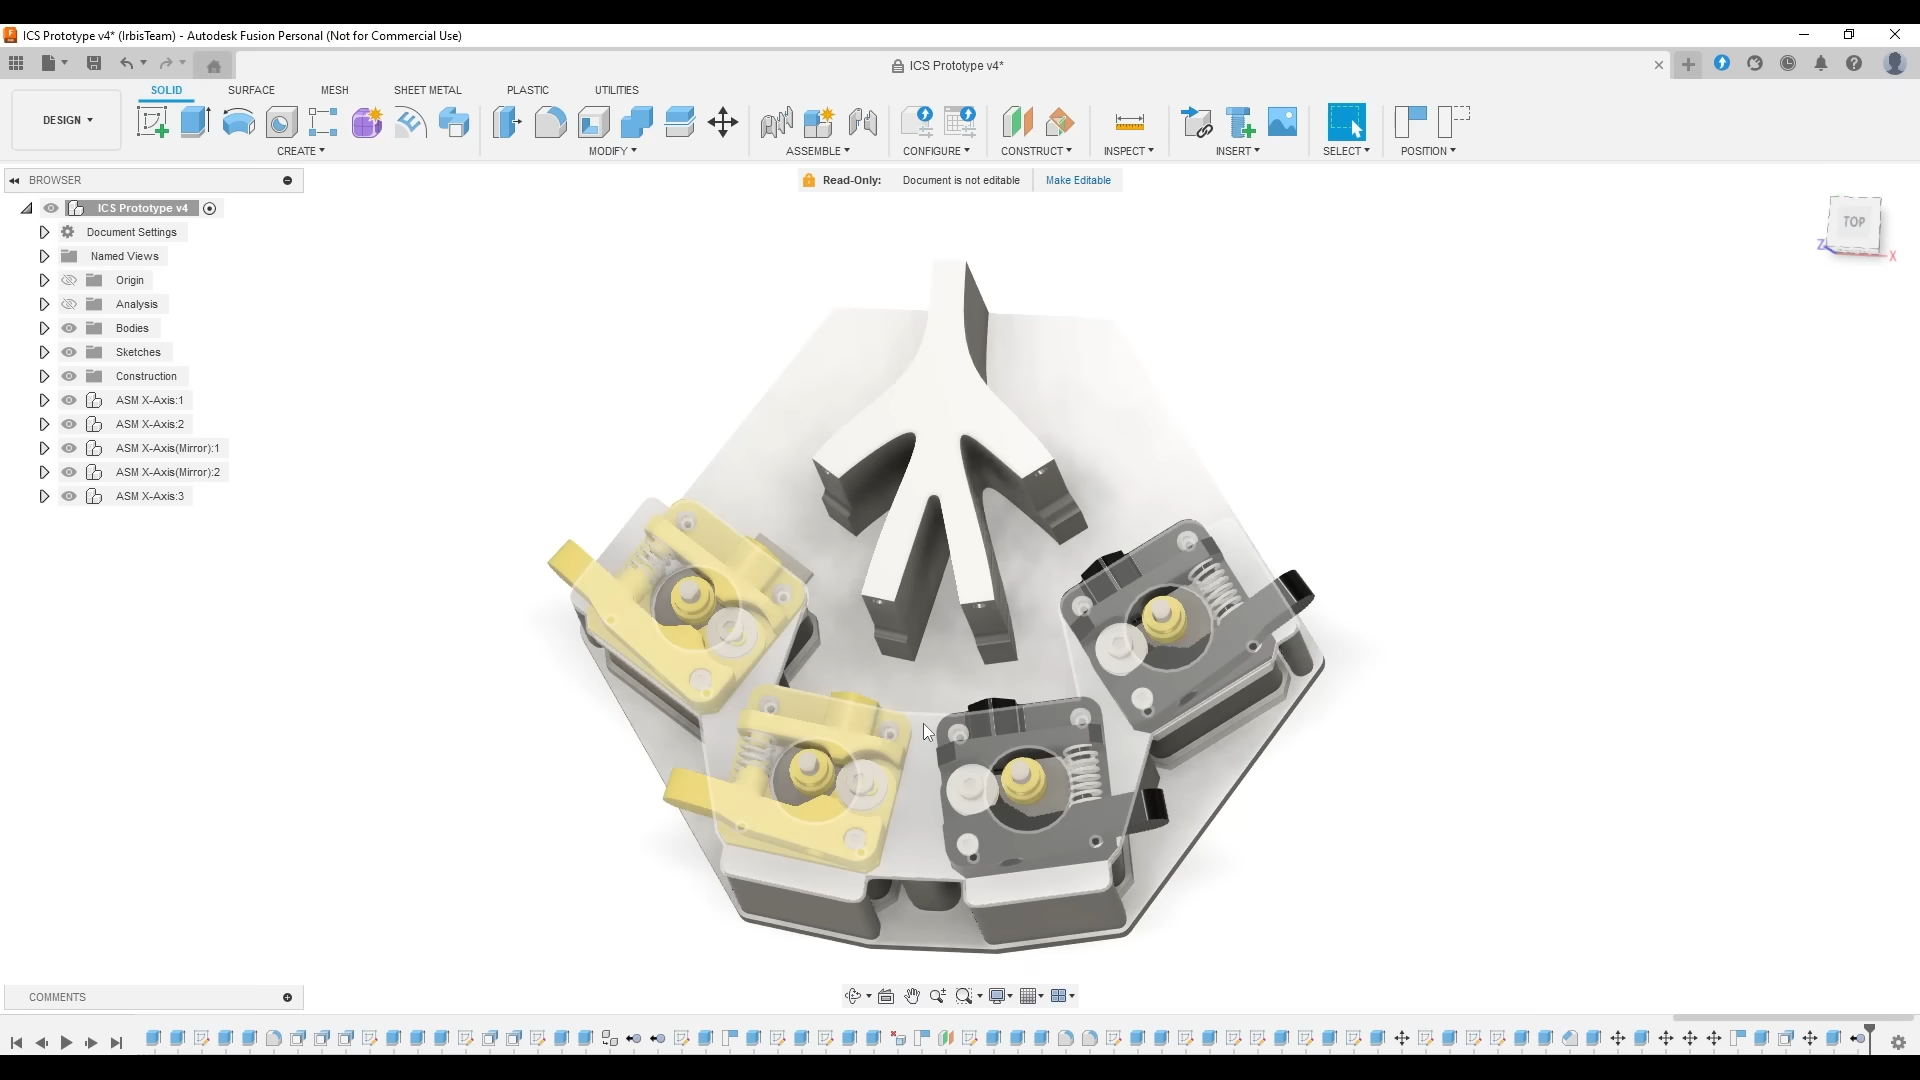 ICS Prototype v4* (IrbisTeam) - Autodesk Fusion Personal (Not for Commercial Use)
ICS Prototype v4*
DESIGN
SOLID SURFACE MESH SHEET METAL PLASTIC UTILITIES
CREATE MODIFY ASSEMBLE CONFIGURE CONSTRUCT INSPECT INSERT SELECT POSITION
BROWSER
Read-Only: Document is not editable Make Editable
ICS Prototype v4
Document Settings
Named Views
Origin
Analysis
Bodies
Sketches
Construction
ASM X-Axis:1
ASM X-Axis:2
ASM X-Axis(Mirror):1
ASM X-Axis(Mirror):2
ASM X-Axis:3
TOP
Z
X
COMMENTS